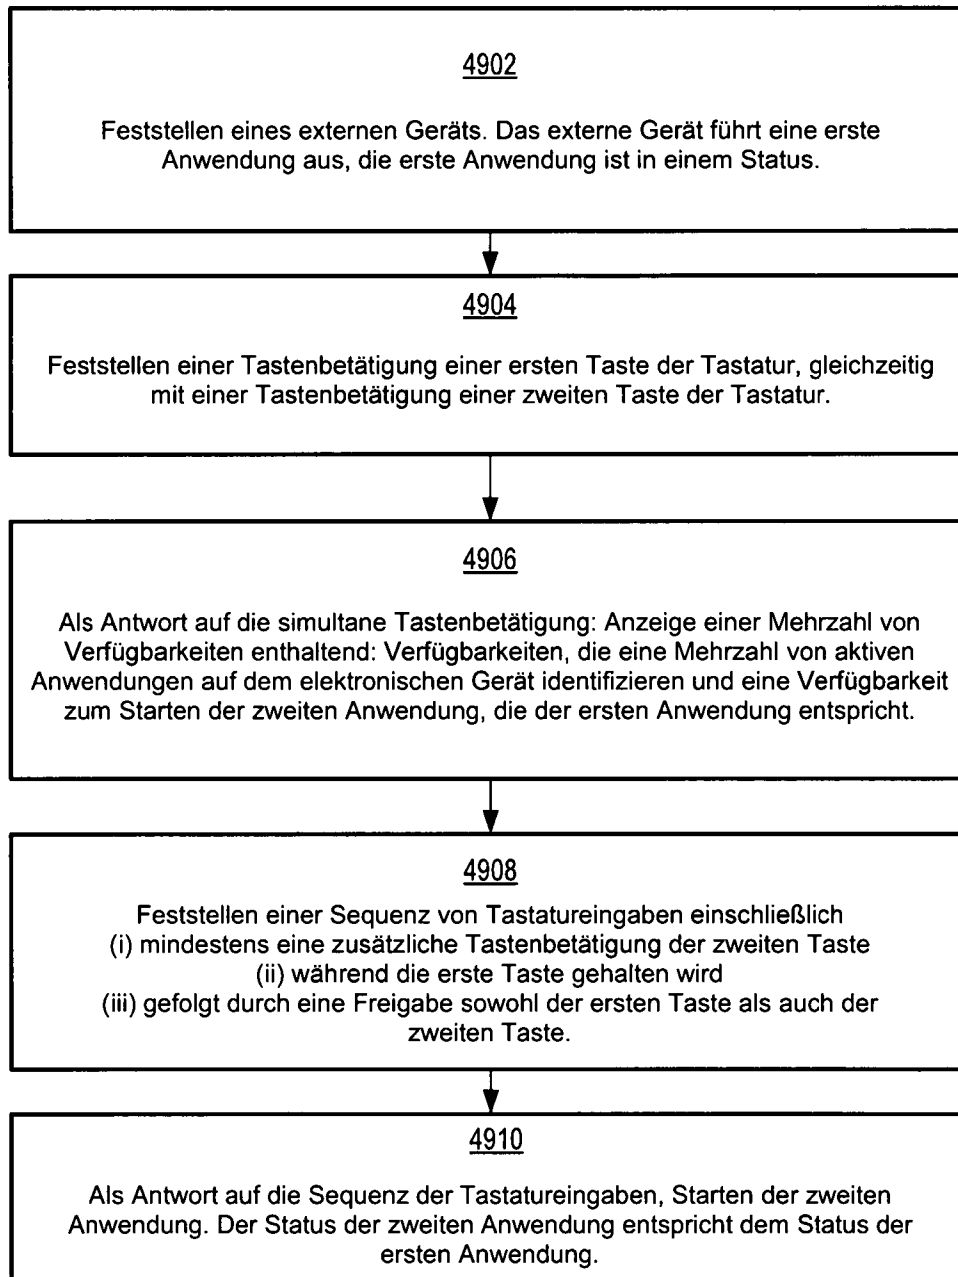 4902
Feststellen eines externen Geräts. Das externe Gerät führt eine erste
Anwendung aus, die erste Anwendung ist in einem Status.
4904
Feststellen einer Tastenbetätigung einer ersten Taste der Tastatur, gleichzeitig
mit einer Tastenbetätigung einer zweiten Taste der Tastatur.
4906
Als Antwort auf die simultane Tastenbetätigung: Anzeige einer Mehrzahl von
Verfügbarkeiten enthaltend: Verfügbarkeiten, die eine Mehrzahl von aktiven
Anwendungen auf dem elektronischen Gerät identifizieren und eine Verfügbarkeit
zum Starten der zweiten Anwendung, die der ersten Anwendung entspricht.
4908
Feststellen einer Sequenz von Tastatureingaben einschließlich
(i) mindestens eine zusätzliche Tastenbetätigung der zweiten Taste
(ii) während die erste Taste gehalten wird
(iii) gefolgt durch eine Freigabe sowohl der ersten Taste als auch der
zweiten Taste.
4910
Als Antwort auf die Sequenz der Tastatureingaben, Starten der zweiten
Anwendung. Der Status der zweiten Anwendung entspricht dem Status der
ersten Anwendung.